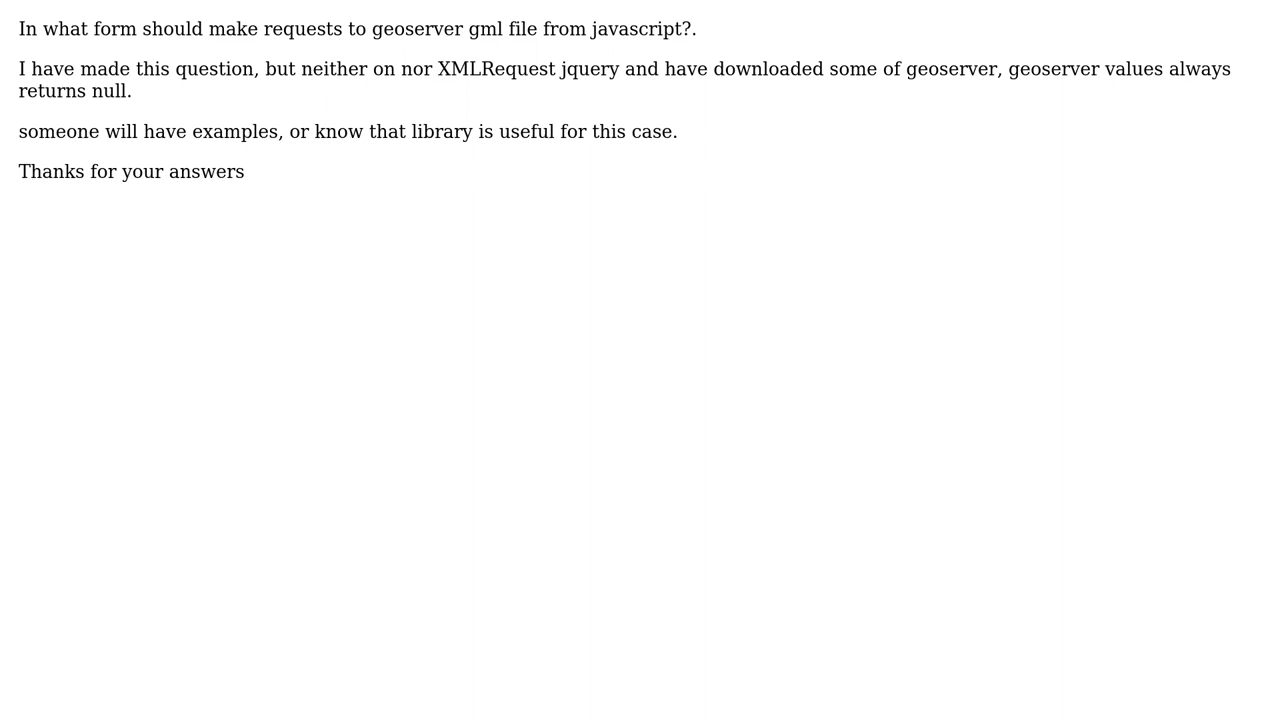 In what form should make requests to geoserver gml file from javascript?.
I have made this question, but neither on nor XMLRequest jquery and have downloaded some of geoserver, geoserver values always
returns null.
someone will have examples, or know that library is useful for this case.
Thanks for your answers